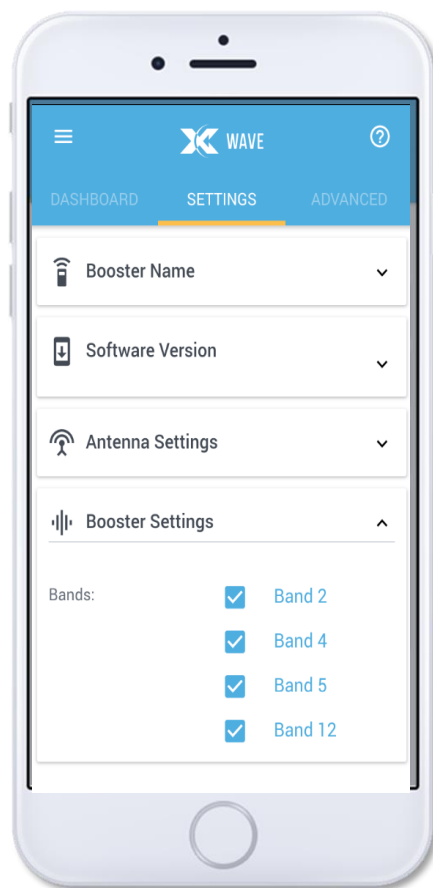 WAVE
DASHBOARD SETTINGS ADVANCED
Booster Name
Software Version
Antenna Settings
Booster Settings
Bands: Band 2
Band 4
Band 5
Band 12